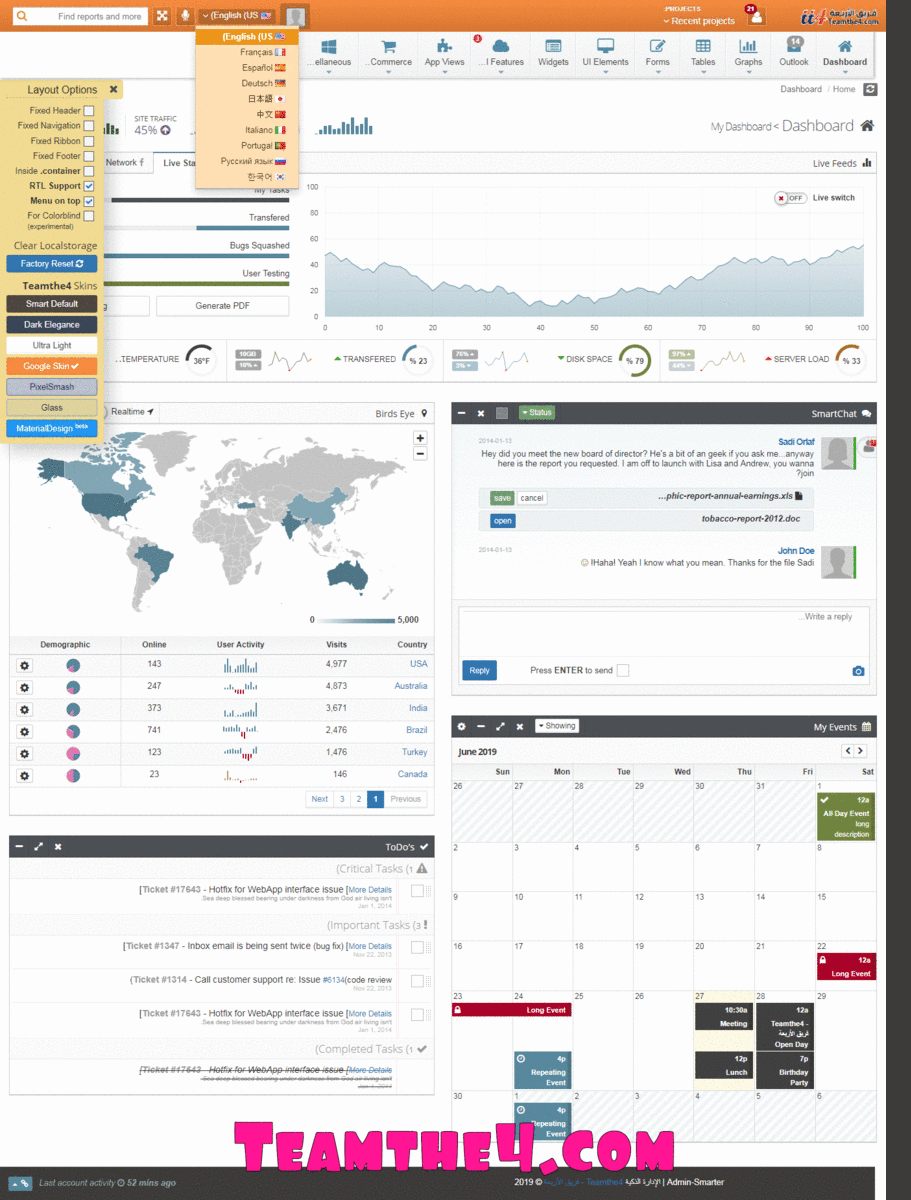 Find reports and more
(English (US
PROJECTS:
Recent projects
21
فريق الأربعة
Teamthe4.com
(English (US
Français
Español
Deutsch
日本語
中文
Italiano
Portugal
Русский язык
한국어
...ellaneous
...Commerce
App Views
3
...I Features
Widgets
UI Elements
Forms
Tables
Graphs
14
Outlook
Dashboard
Dashboard / Home
Layout Options
Fixed Header
Fixed Navigation
Fixed Ribbon
Fixed Footer
Inside .container
RTL Support
Menu on top
For Colorblind
(experimental)
Clear Localstorage
Factory Reset
Teamthe4 Skins
Smart Default
Dark Elegance
Ultra Light
Google Skin
PixelSmash
Glass
MaterialDesign beta
SITE TRAFFIC
45%
My Dashboard < Dashboard
Network
Live Sta
Live Feeds
My Tasks
Transfered
Bugs Squashed
User Testing
Generate PDF
OFF
Live switch
100
80
60
40
20
0
0 10 20 30 40 50 60 70 80 90 100
..TEMPERATURE
36°F
10GB
10%
TRANSFERED
% 23
76%
3%
DISK SPACE
% 79
97%
44%
SERVER LOAD
% 33
Realtime
Birds Eye
+
−
0 5,000
Demographic Online User Activity Visits Country
143 4,977 USA
247 4,873 Australia
373 3,671 India
741 2,476 Brazil
123 1,476 Turkey
23 146 Canada
Next 3 2 1 Previous
Status
SmartChat
2014-01-13
Sadi Orlaf
Hey did you meet the new board of director? He's a bit of an geek if you ask me...anyway
here is the report you requested. I am off to launch with Lisa and Andrew, you wanna
?join
save cancel
...phic-report-annual-earnings.xls
open
tobacco-report-2012.doc
2014-01-13
John Doe
!Haha! Yeah I know what you mean. Thanks for the file Sadi
...Write a reply
Reply
Press ENTER to send
ToDo's
(Critical Tasks (1
[Ticket #17643 - Hotfix for WebApp interface issue [More Details
.Sea deep blessed bearing under darkness from God air living isn't
Jan 1, 2014
(Important Tasks (3
[Ticket #1347 - Inbox email is being sent twice (bug fix) [More Details
Nov 22, 2013
(Ticket #1314 - Call customer support re: Issue #6134(code review
Nov 22, 2013
[Ticket #17643 - Hotfix for WebApp interface issue [More Details
.Sea deep blessed bearing under darkness from God air living isn't
Jan 1, 2014
(Completed Tasks (1
[Ticket #17643 - Hotfix for WebApp interface issue [More Details
.Sea deep blessed bearing under darkness from God air living isn't
Jan 1, 2014
Showing
My Events
June 2019
Sun Mon Tue Wed Thu Fri Sat
26 27 28 29 30 31 1
12a
All Day Event
long
description
2 3 4 5 6 7 8
9 10 11 12 13 14 15
16 17 18 19 20 21 22
12a
Long Event
23 24 25 26 27 28 29
Long Event
10:30a
Meeting
12a
Teamthe4 -
فريق الأربعة
Open Day
4p
Repeating
Event
12p
Lunch
7p
Birthday
Party
30 1 2 3 4 5 6
4p
Repeating
Event
Teamthe4.com
Last account activity 52 mins ago
2019 © Teamthe4 - فريق الأربعة الإدارة الذكية | Admin-Smarter